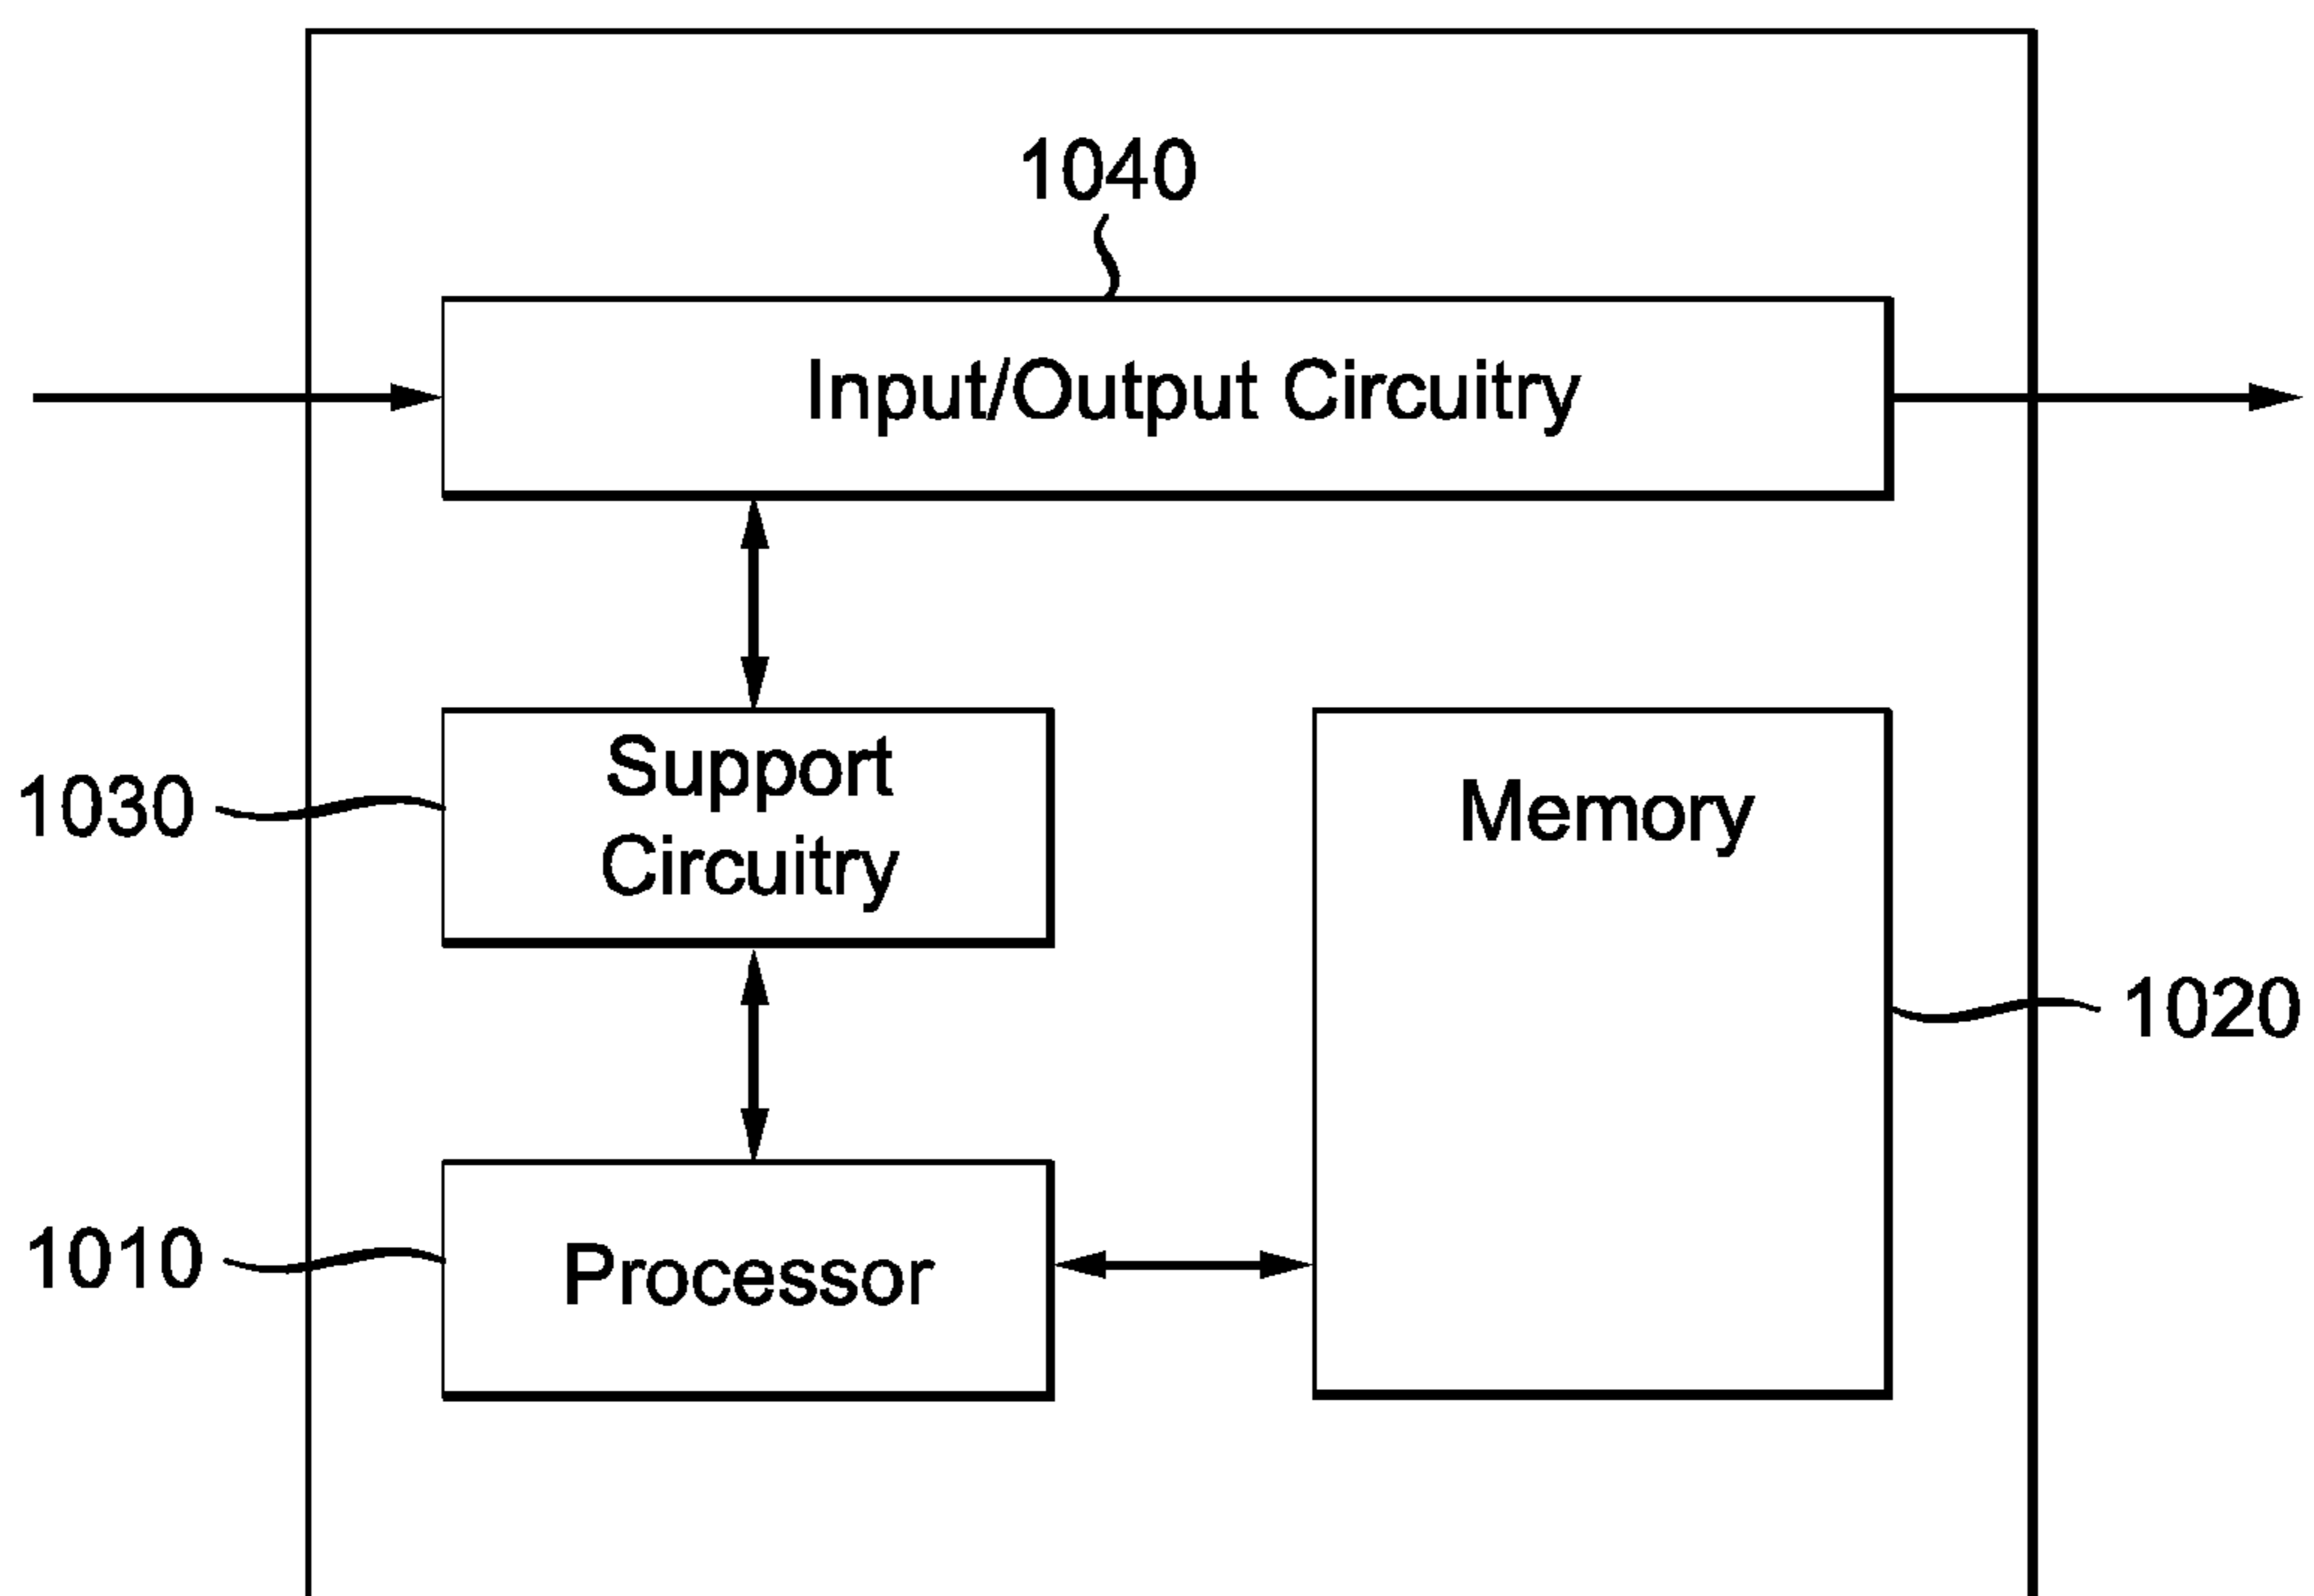 1040
Input/Output Circuitry
Support
Circuitry
1030
Memory
1020
1010
Processor